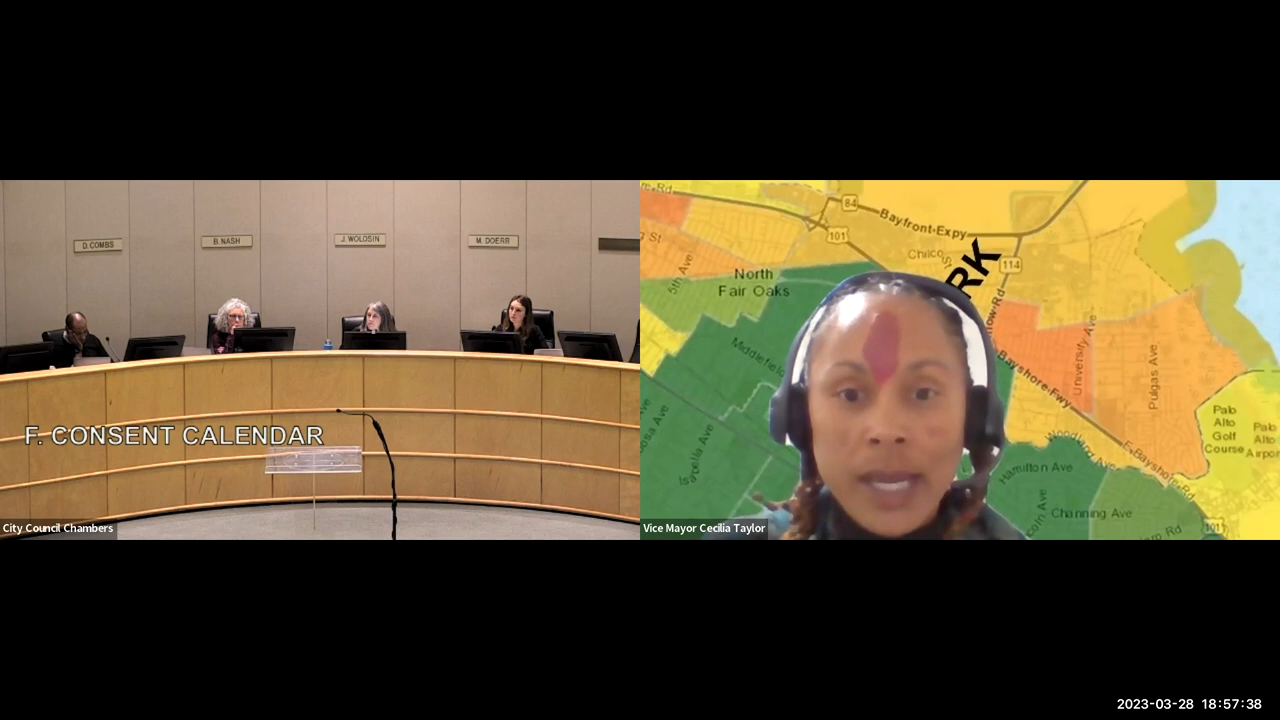 D. COMBS
B. NASH
J. WOLOSIN
M. DOERR
F. CONSENT CALENDAR
City Council Chambers
84
Bayfront-Expy
101
Chilco St
114
5th Ave
North
Fair Oaks
RK
Middlefield
Bayshore-Fwy
University Ave
Pulgas Ave
Palo
Alto
Golf
Course
Palo
Alto
Airport
E-Bayshore-Rd
Hamilton Ave
Channing Ave
101
Vice Mayor Cecilia Taylor
2023-03-28 18:57:38